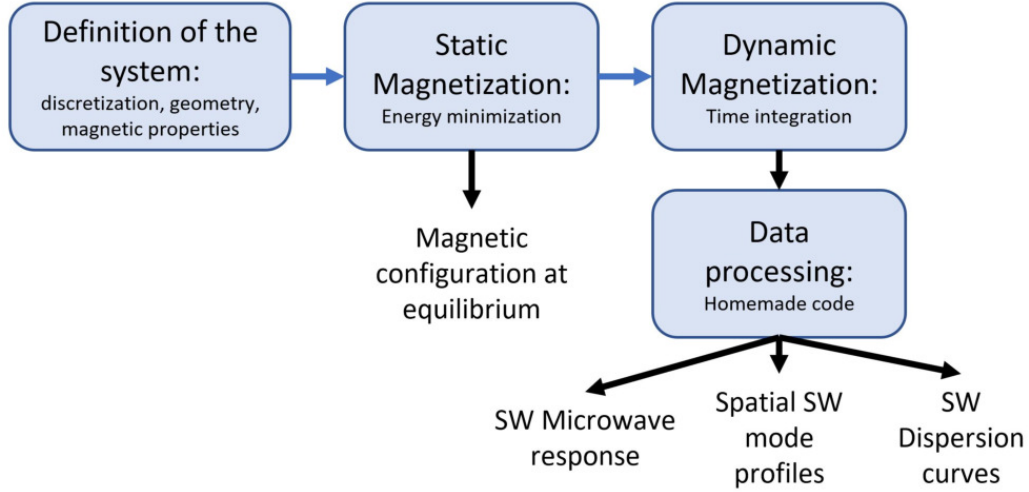 Definition of the
system:
discretization, geometry,
magnetic properties
Static
Magnetization:
Energy minimization
Dynamic
Magnetization:
Time integration
Magnetic
configuration at
equilibrium
Data
processing:
Homemade code
SW Microwave
response
Spatial SW
mode
profiles
SW
Dispersion
curves